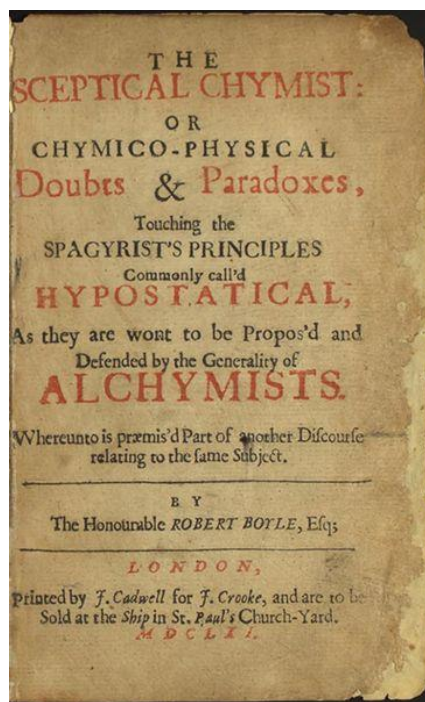 THE
SCEPTICAL CHYMIST:
OR
CHYMICO-PHYSICAL
Doubts & Paradoxes,
Touching the
SPAGYRIST'S PRINCIPLES
Commonly call'd
HYPOSTATICAL,
As they are wont to be Propos'd and
Defended by the Generality of
ALCHYMISTS.
Whereunto is præmis'd Part of another Diſcourſe
relating to the ſame Subject.
BY
The Honourable ROBERT BOYLE, Eſq;
LONDON,
Printed by J. Cadwell for J. Crooke, and are to be
Sold at the Ship in St. Paul's Church-Yard.
MDCLXI.